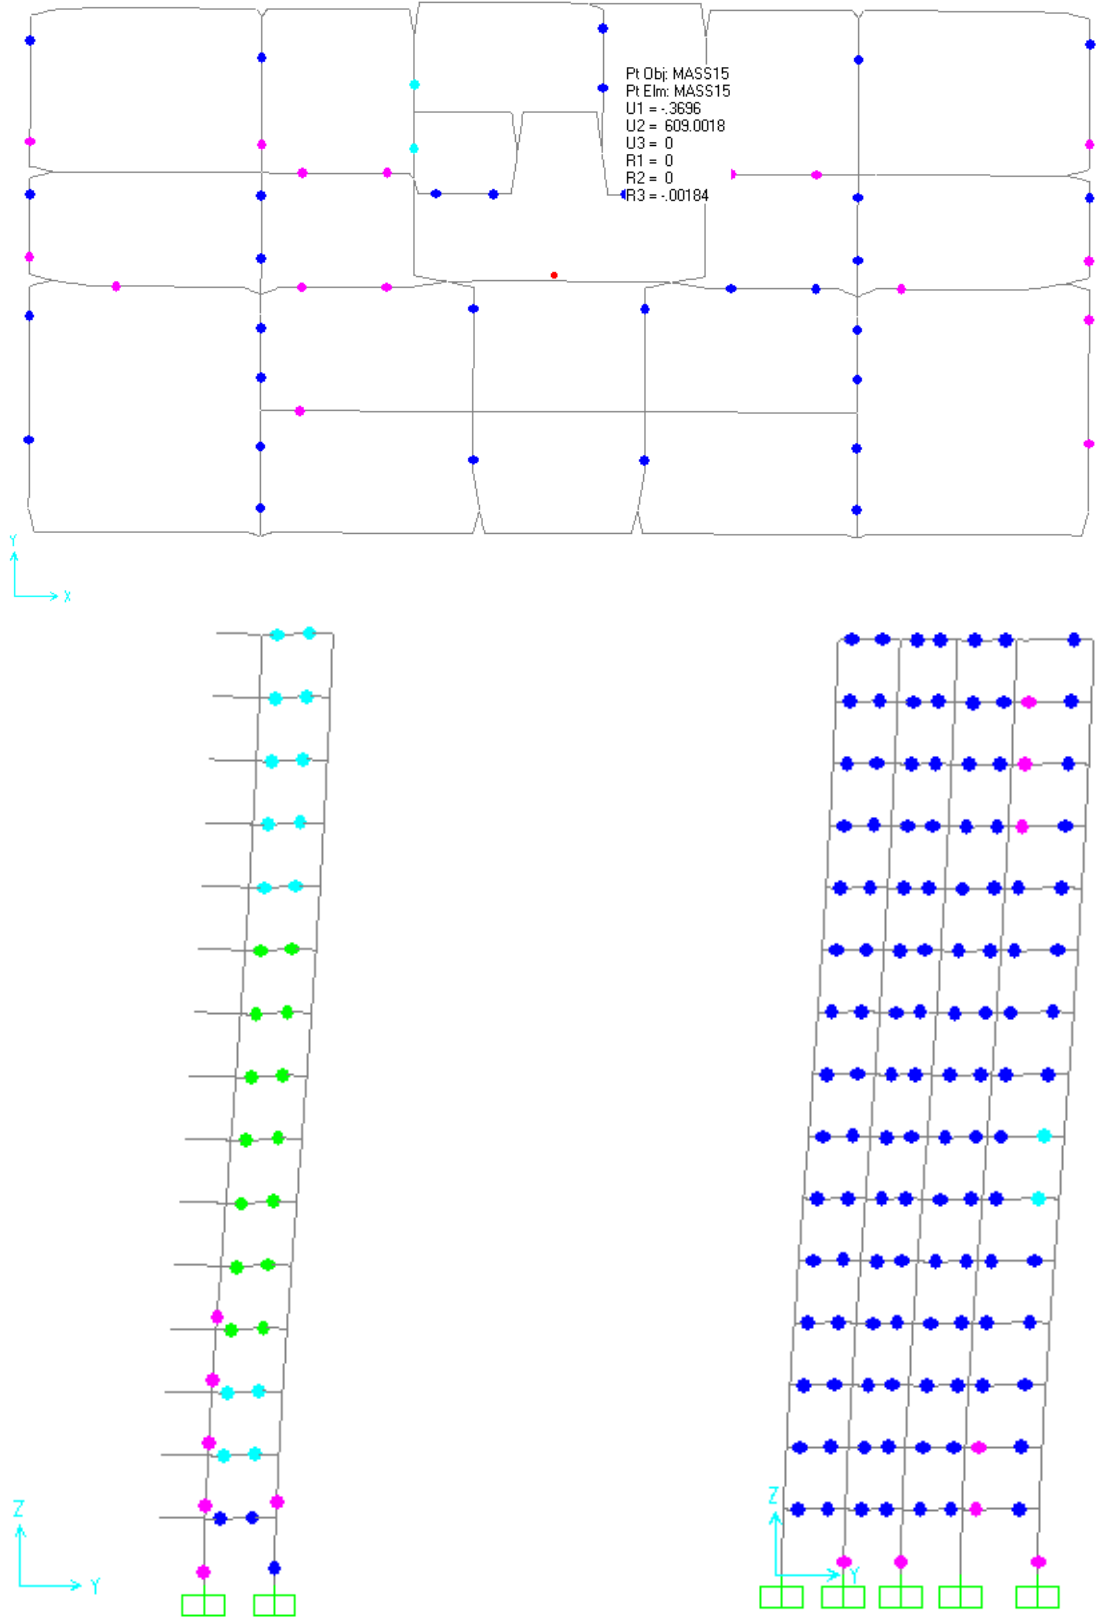 Pt Obj: MASS15
Pt Elm: MASS15
U1 = -.3696
U2 = 609.0018
U3 = 0
R1 = 0
R2 = 0
R3 = -.00184
Y
X
Z
Y
Z
Y